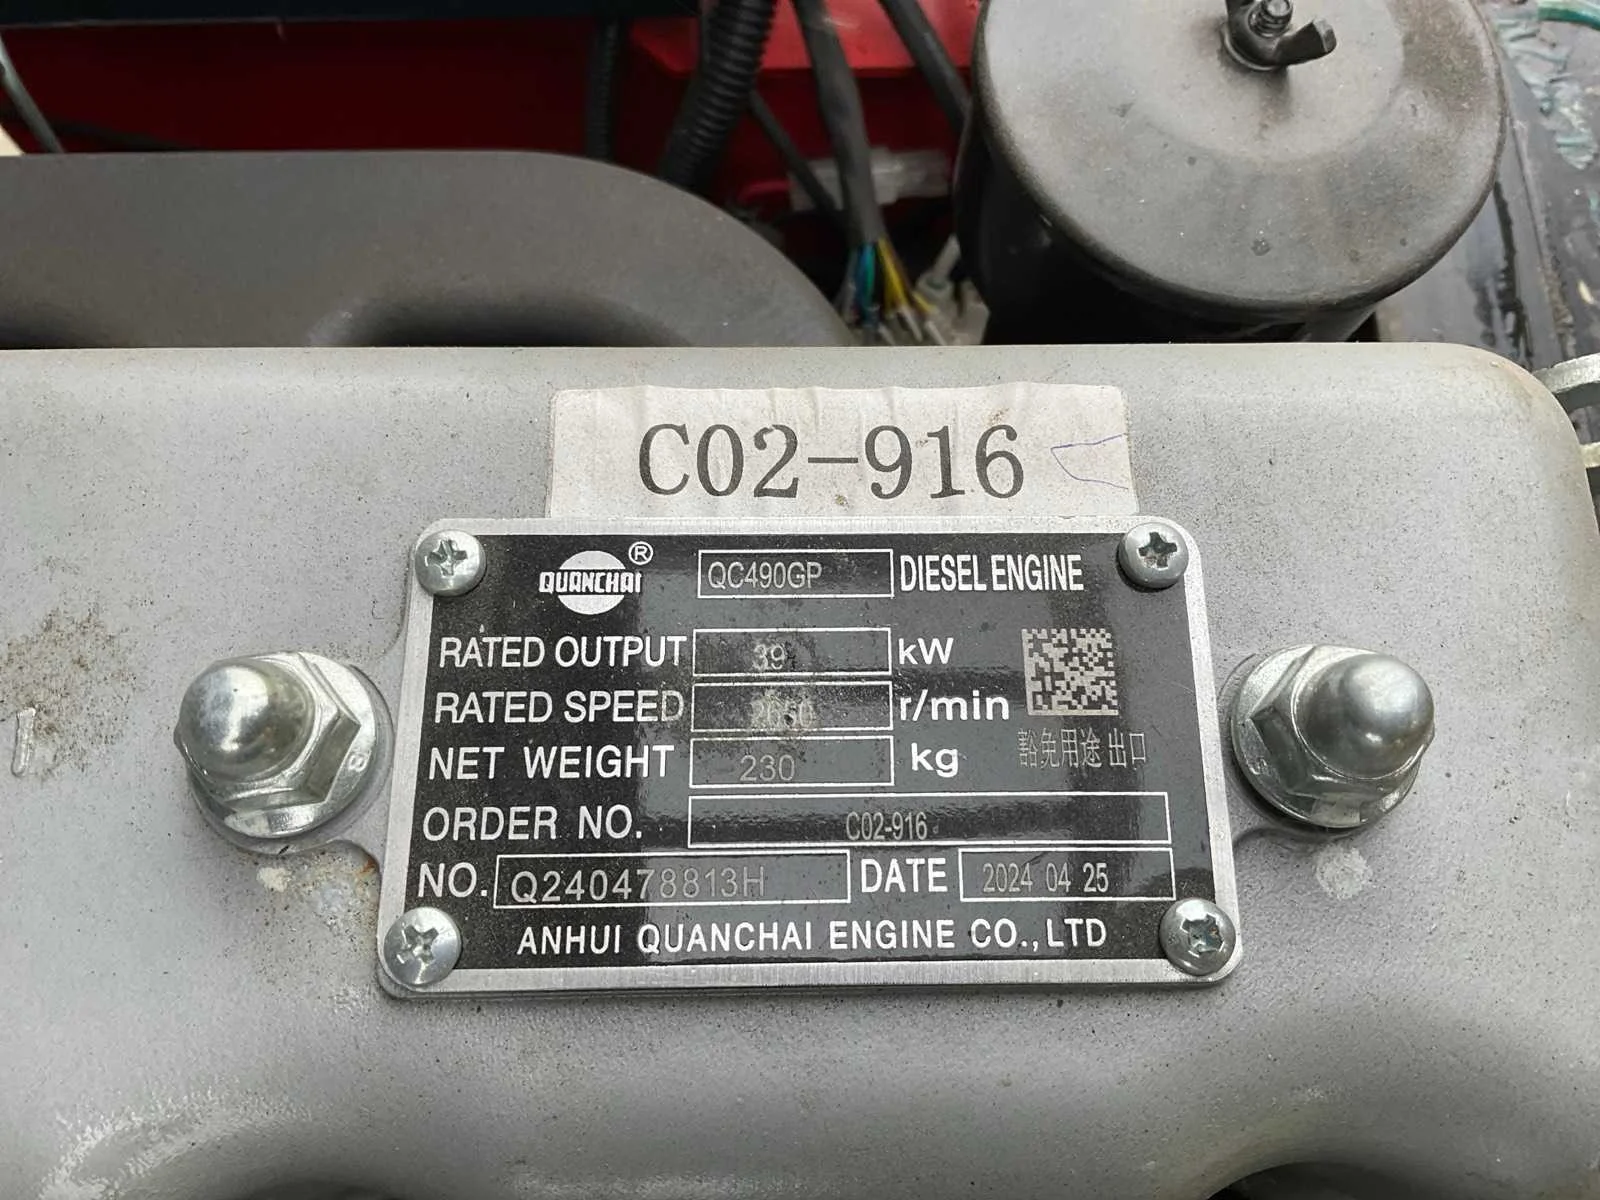 C02-916
QUANCHAI ® QC490GP DIESEL ENGINE
RATED OUTPUT 39 kW
RATED SPEED 2650 r/min
NET WEIGHT 230 kg
豁免用途 出口
ORDER NO. C02-916
NO. Q240478813H DATE 2024 04 25
ANHUI QUANCHAI ENGINE CO., LTD